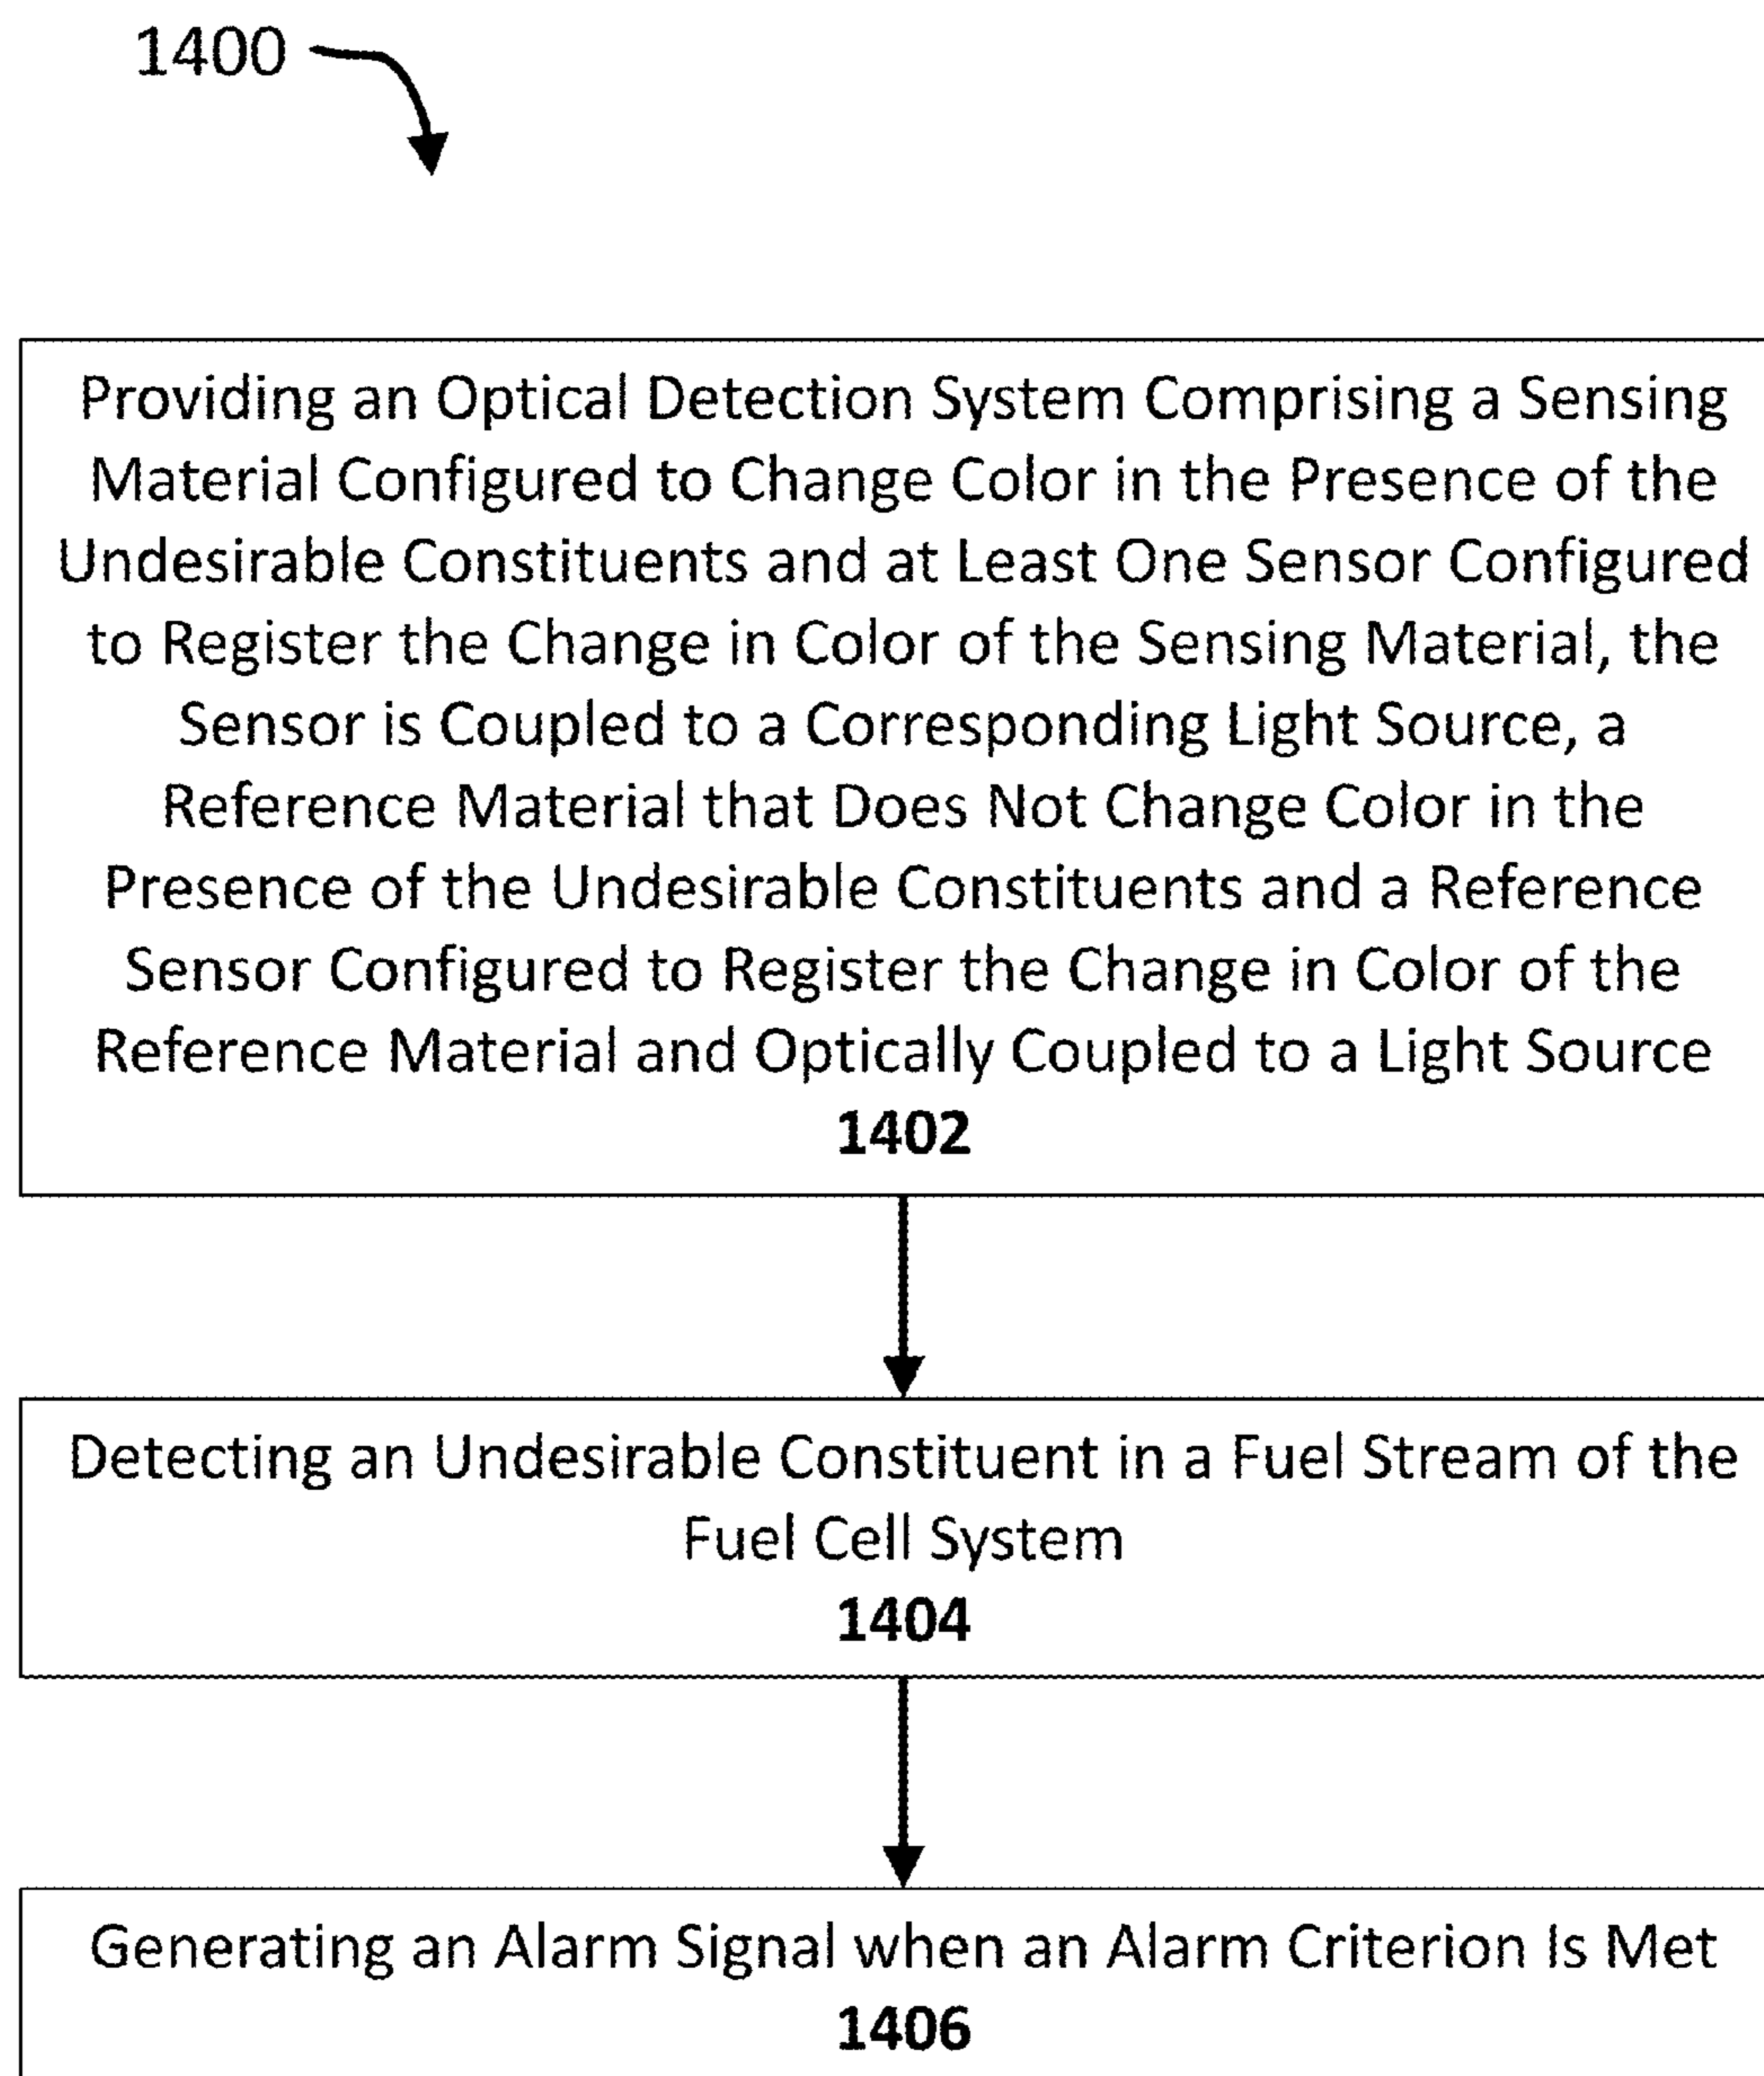 1400
Providing an Optical Detection System Comprising a Sensing
Material Configured to Change Color in the Presence of the
Undesirable Constituents and at Least One Sensor Configured
to Register the Change in Color of the Sensing Material, the
Sensor is Coupled to a Corresponding Light Source, a
Reference Material that Does Not Change Color in the
Presence of the Undesirable Constituents and a Reference
Sensor Configured to Register the Change in Color of the
Reference Material and Optically Coupled to a Light Source
1402
Detecting an Undesirable Constituent in a Fuel Stream of the
Fuel Cell System
1404
Generating an Alarm Signal when an Alarm Criterion Is Met
1406